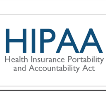 HIPAA
Health Insurance Portability
and Accountability Act